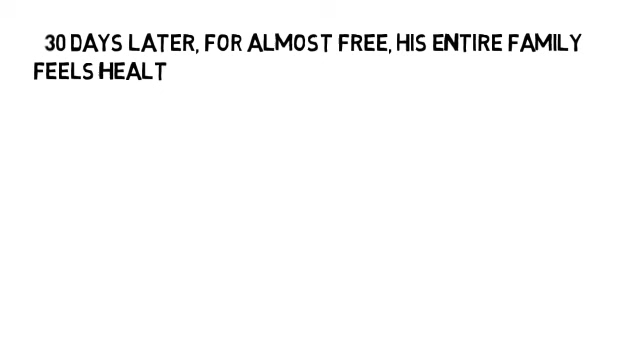 30 DAYS LATER, FOR ALMOST FREE, HIS ENTIRE FAMILY
FEELS HEALT